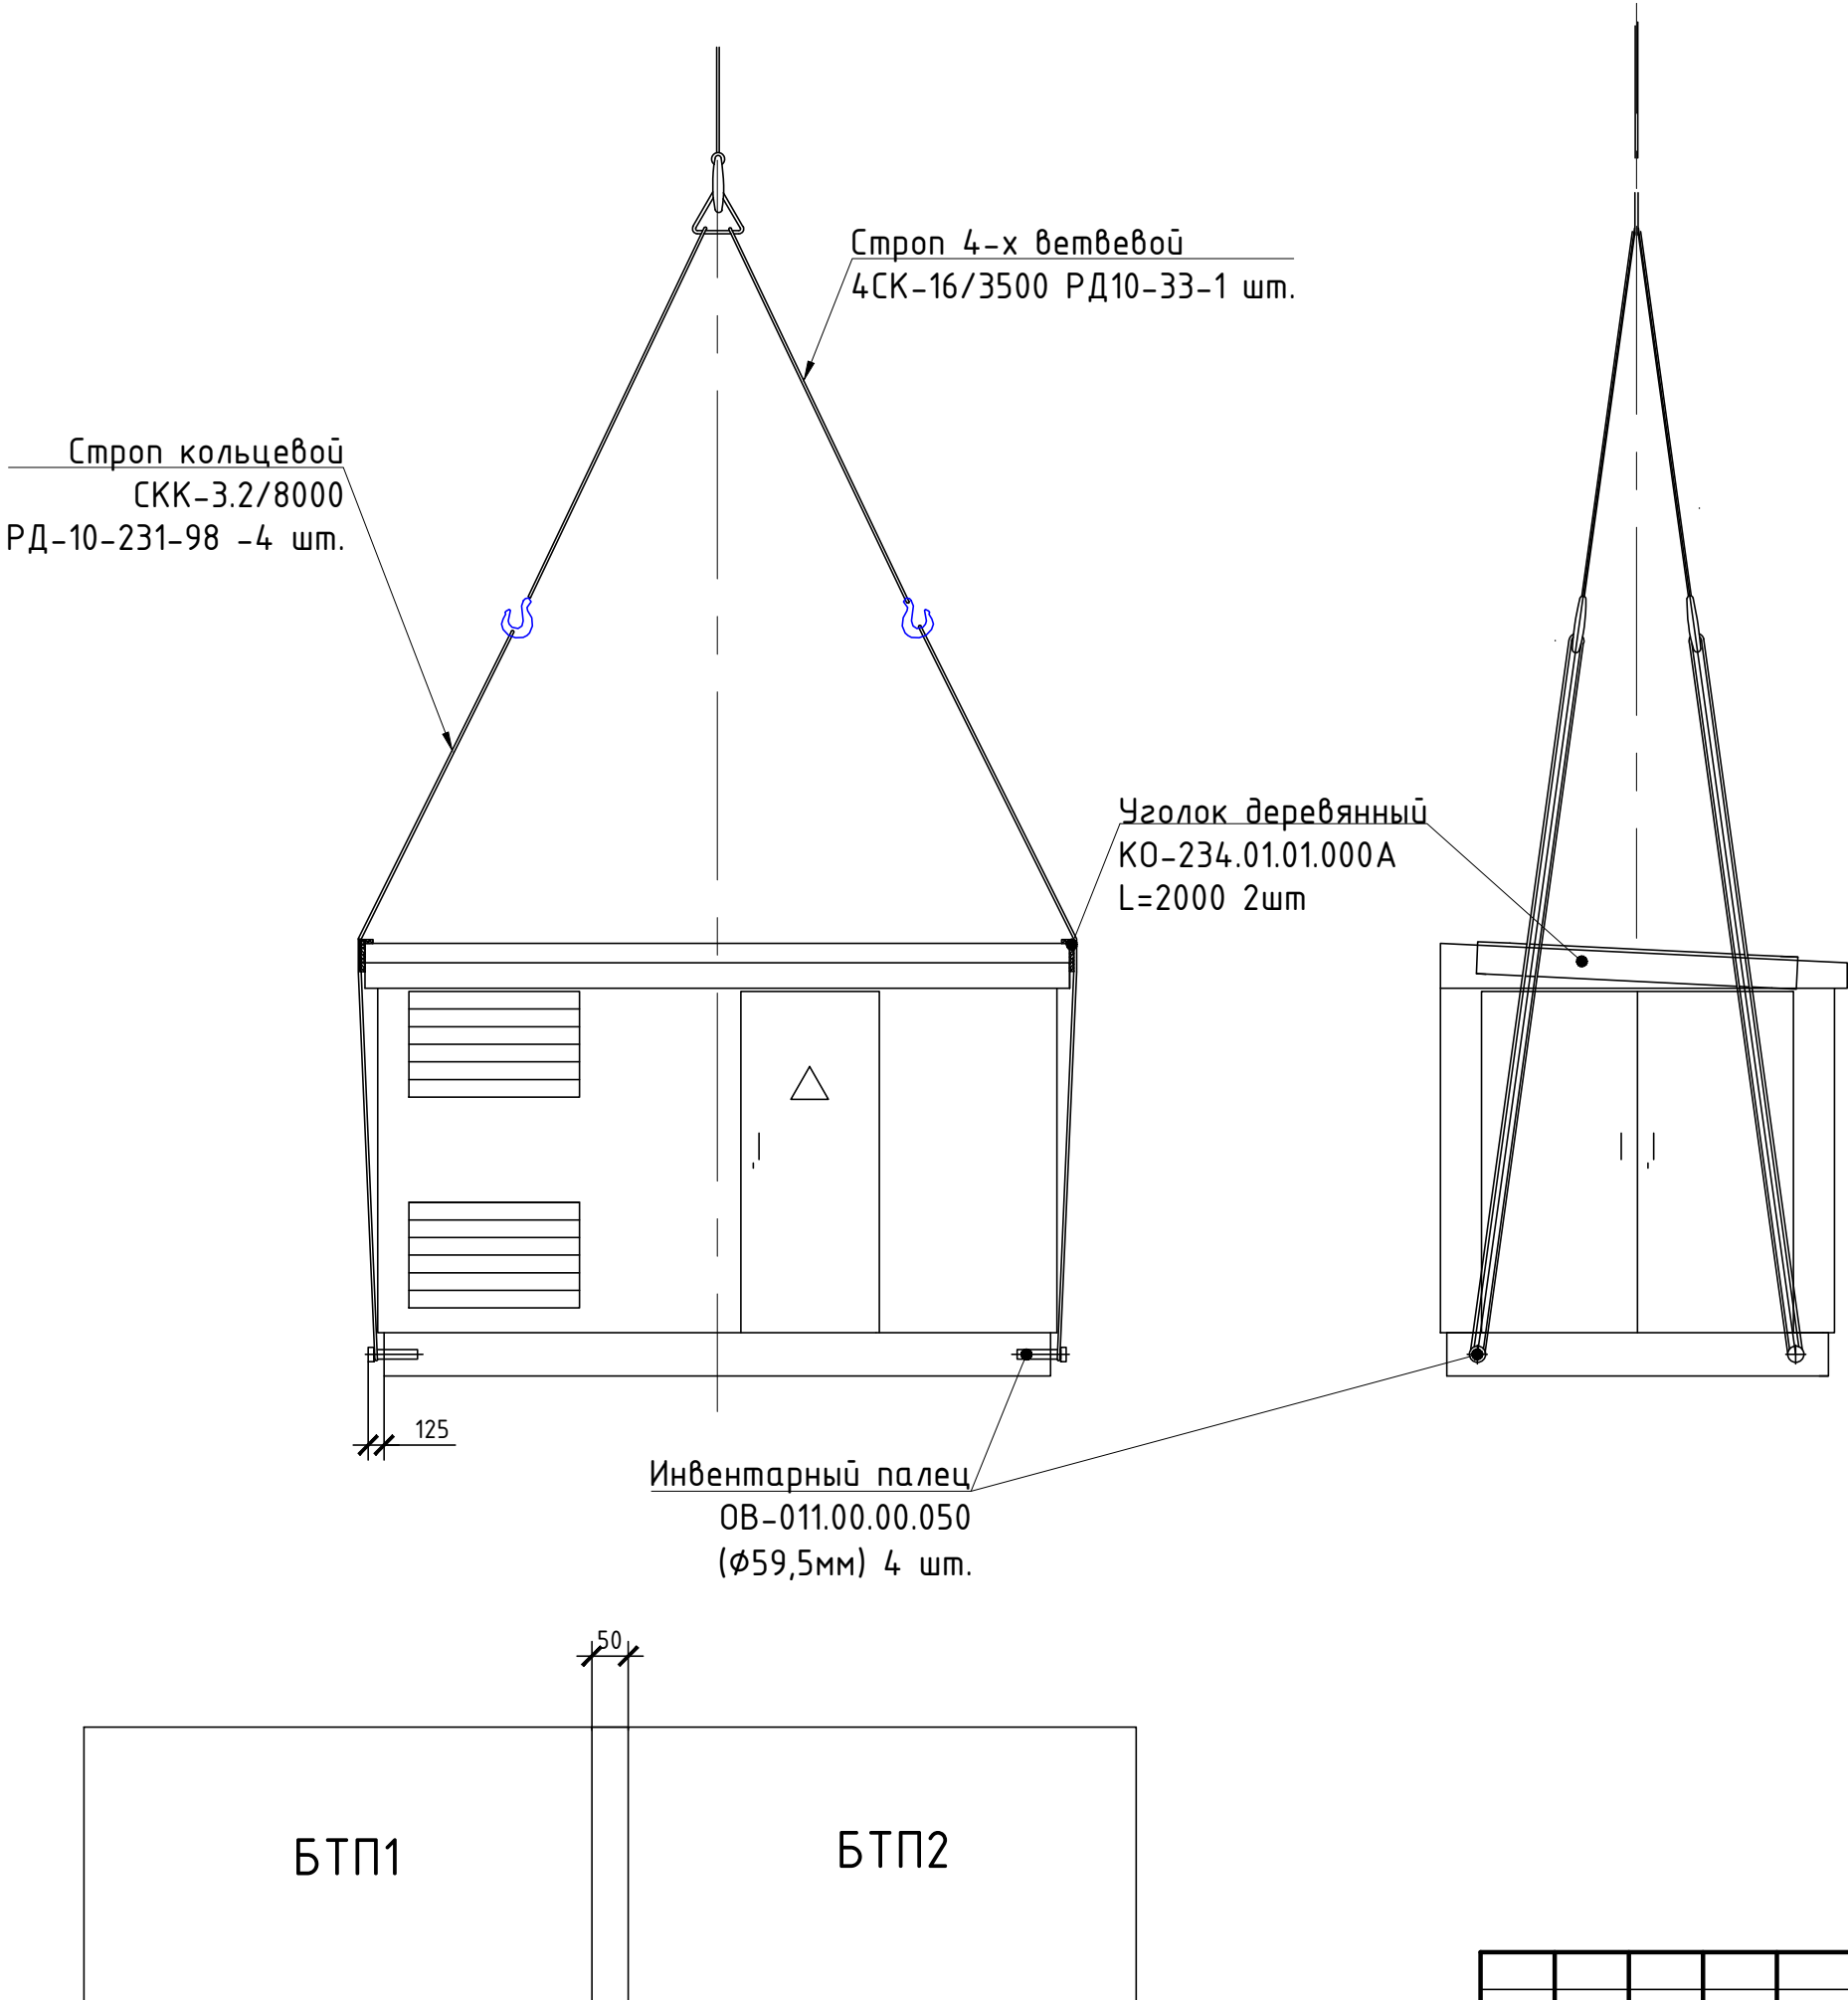 Строп 4-х ветвевой
4СК-16/3500 РД10-33-1 шт.
Строп кольцевой
СКК-3.2/8000
РД-10-231-98 -4 шт.
Уголок деревянный
КО-234.01.01.000А
L=2000 2шт
125
Инвентарный палец
ОВ-011.00.00.050
(Ф59,5мм) 4 шт.
50
БТП1
БТП2